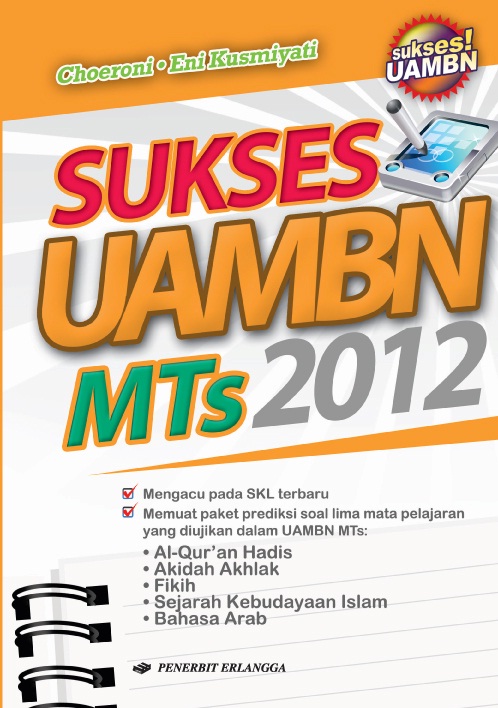 Choeroni • Eni Kusmiyati
sukses!
UAMBN
SUKSES
UAMBN
MTs 2012
Mengacu pada SKL terbaru
Memuat paket prediksi soal lima mata pelajaran
yang diujikan dalam UAMBN MTs:
• Al-Qur'an Hadis
• Akidah Akhlak
• Fikih
• Sejarah Kebudayaan Islam
• Bahasa Arab
PENERBIT ERLANGGA